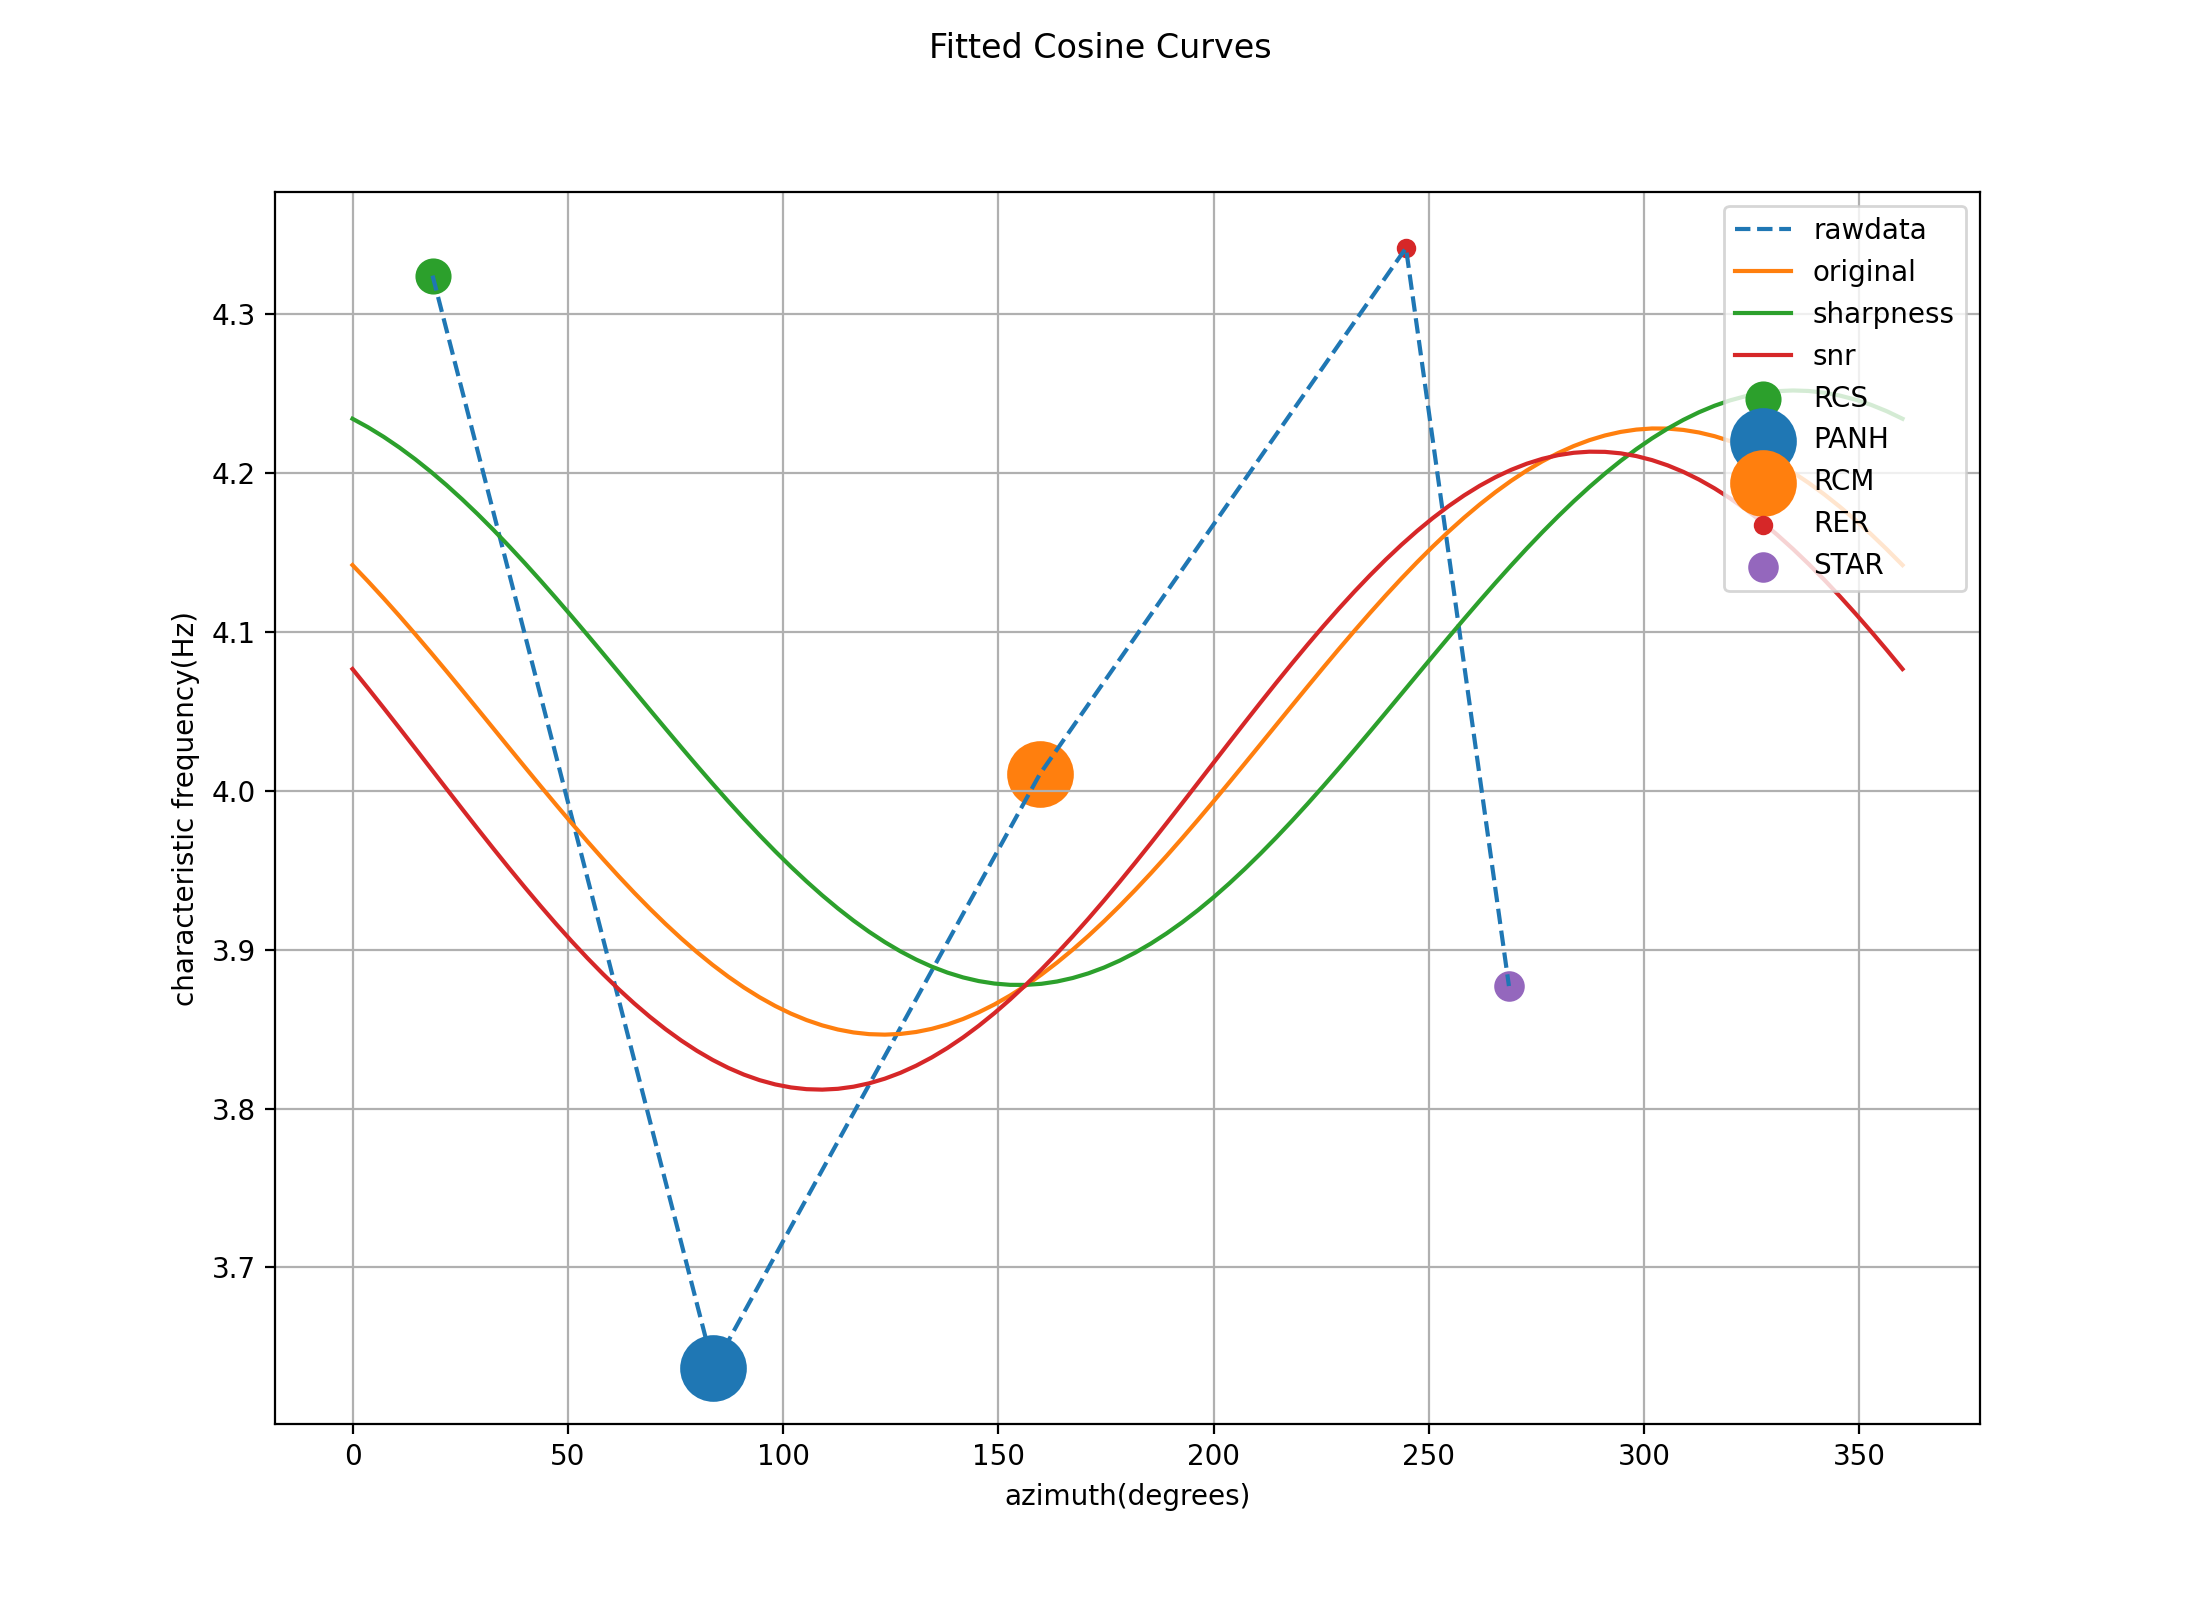 Fitted Cosine Curves
rawdata
original
sharpness
snr
RCS
PANH
RCM
RER
STAR
4.3
4.2
4.1
4.0
3.9
3.8
3.7
characteristic frequency(Hz)
0 50 100 150 200 250 300 350
azimuth(degrees)